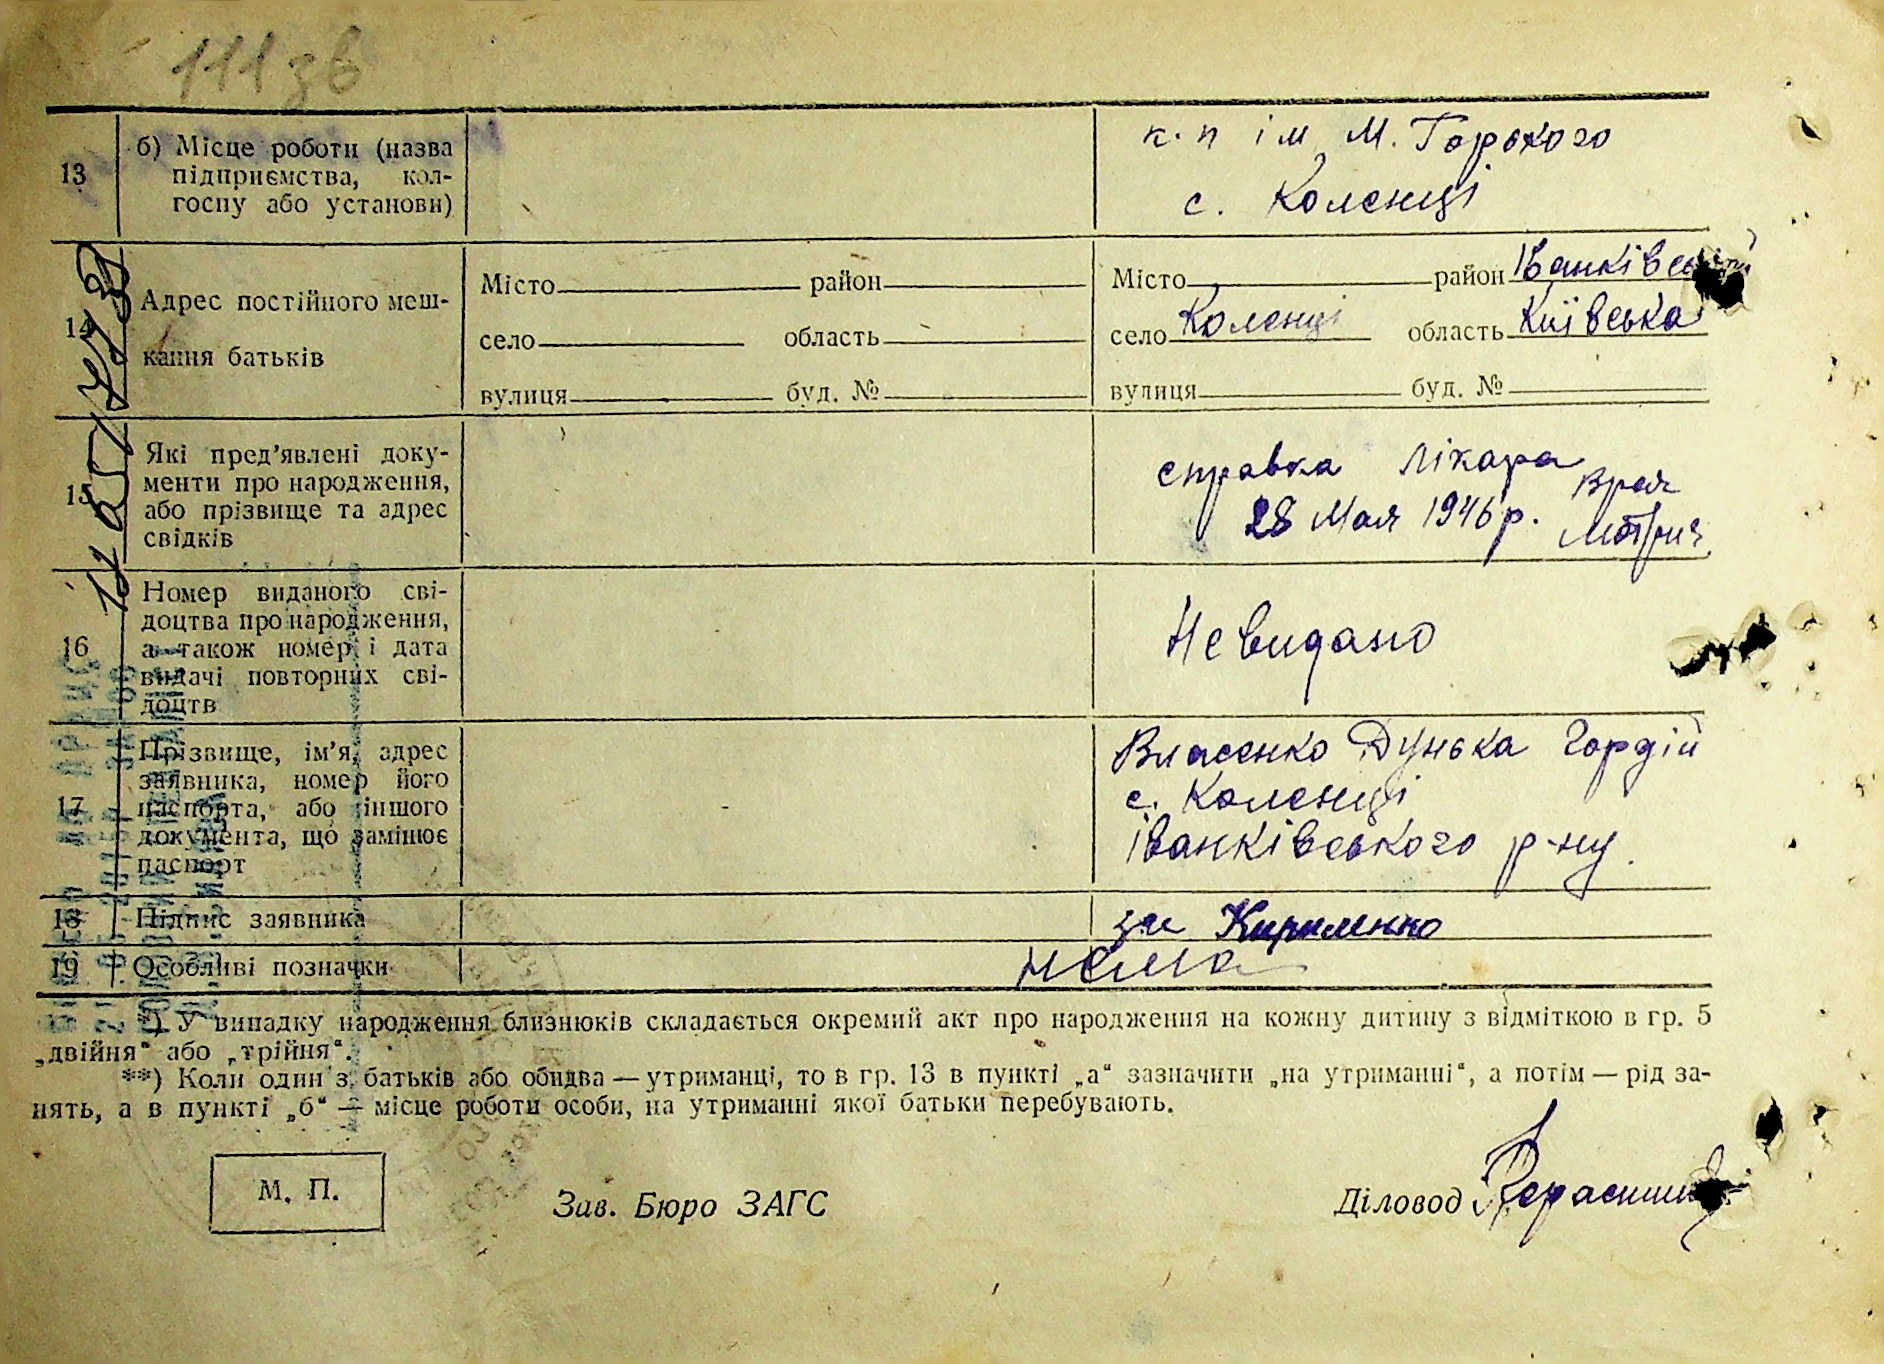 111 зв
13
б) Місце роботи (назва
підприємства, кол-
госпу або установи)
к. п ім М. Горького
с. Коленці
14
Адрес постійного меш-
кання батьків
Місто район
село область
вулиця буд. №
Місто район Іванківський
село Коленці область Київська
вулиця буд. №
15
Які пред’явлені доку-
менти про народження,
або прізвище та адрес
свідків
справка лікара
Врач
28 Мая 1946 р.
16
Номер виданого сві-
доцтва про народження,
а також номер і дата
видачі повторних сві-
доцтв
Невидано
17
Прізвище, ім’я, адрес
заявника, номер його
паспорта, або іншого
документа, що замінює
паспорт
Власенко Дунька Гордій
с. Коленці
іванківського р-ну.
18
Підпис заявника
за Кириленко
19
Особливі позначки
нема
*) У випадку народження близнюків складається окремий акт про народження на кожну дитину з відміткою в гр. 5
„двійня“ або „трійня“.
**) Коли один з батьків або обидва — утриманці, то в гр. 13 в пункті „а“ зазначити „на утриманні“, а потім — рід за-
нять, а в пункті „б“ — місце роботи особи, на утриманні якої батьки перебувають.
М. П.
Зав. Бюро ЗАГС
Діловод